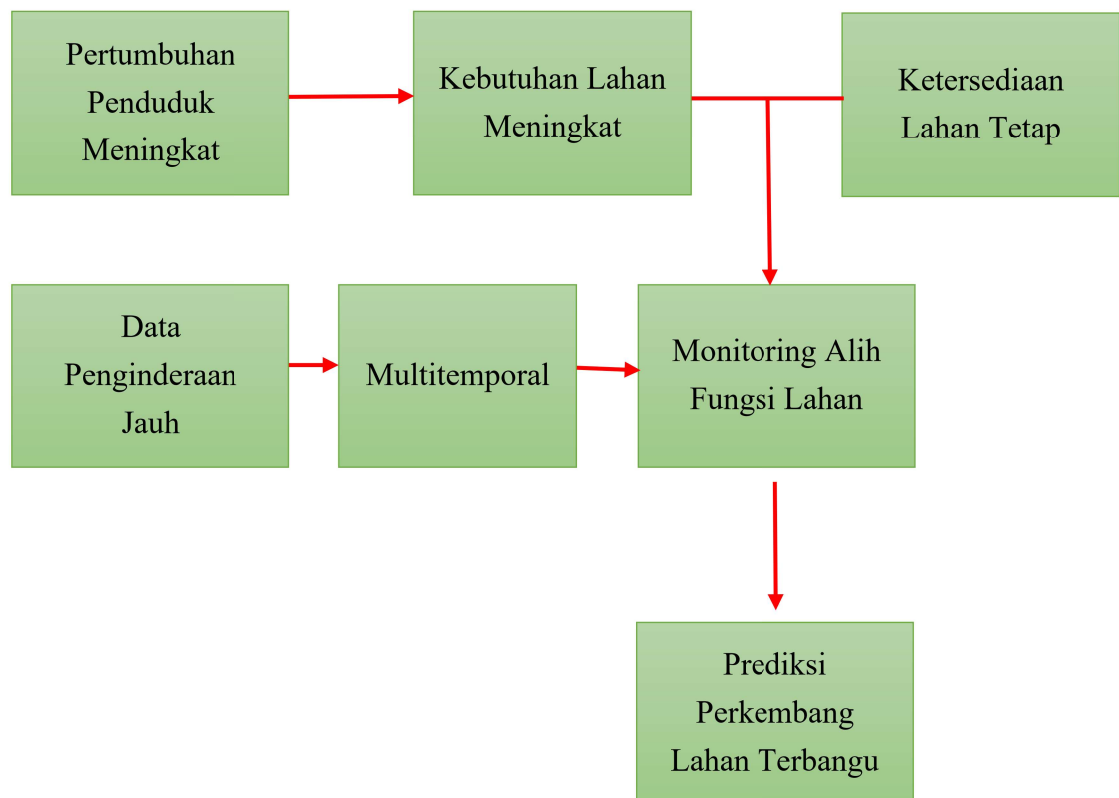 Pertumbuhan
Penduduk
Meningkat
Kebutuhan Lahan
Meningkat
Ketersediaan
Lahan Tetap
Data
Penginderaan
Jauh
Multitemporal
Monitoring Alih
Fungsi Lahan
Prediksi
Perkembang
Lahan Terbangu